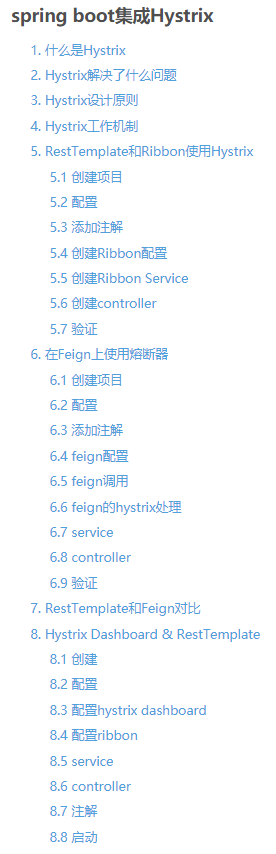 spring boot集成Hystrix
1. 什么是Hystrix
2. Hystrix解决了什么问题
3. Hystrix设计原则
4. Hystrix工作机制
5. RestTemplate和Ribbon使用Hystrix
5.1 创建项目
5.2 配置
5.3 添加注解
5.4 创建Ribbon配置
5.5 创建Ribbon Service
5.6 创建controller
5.7 验证
6. 在Feign上使用熔断器
6.1 创建项目
6.2 配置
6.3 添加注解
6.4 feign配置
6.5 feign调用
6.6 feign的hystrix处理
6.7 service
6.8 controller
6.9 验证
7. RestTemplate和Feign对比
8. Hystrix Dashboard & RestTemplate
8.1 创建
8.2 配置
8.3 配置hystrix dashboard
8.4 配置ribbon
8.5 service
8.6 controller
8.7 注解
8.8 启动